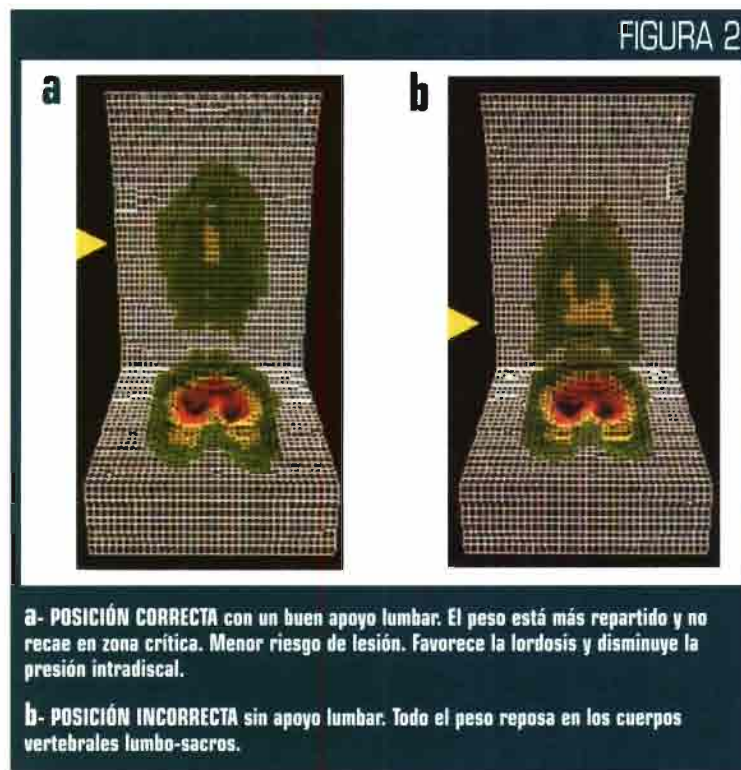 FIGURA 2
a
b
a- POSICIÓN CORRECTA con un buen apoyo lumbar. El peso está más repartido y no
recae en zona crítica. Menor riesgo de lesión. Favorece la lordosis y disminuye la
presión intradiscal.
b- POSICIÓN INCORRECTA sin apoyo lumbar. Todo el peso reposa en los cuerpos
vertebrales lumbo-sacros.